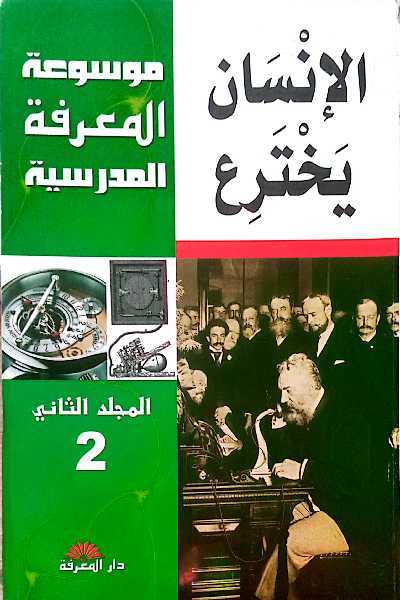 الإنْسَان
يَخْتَرِع
موسوعة
المعرفة
المدرسية
المجلد الثاني
2
دار المعرفة